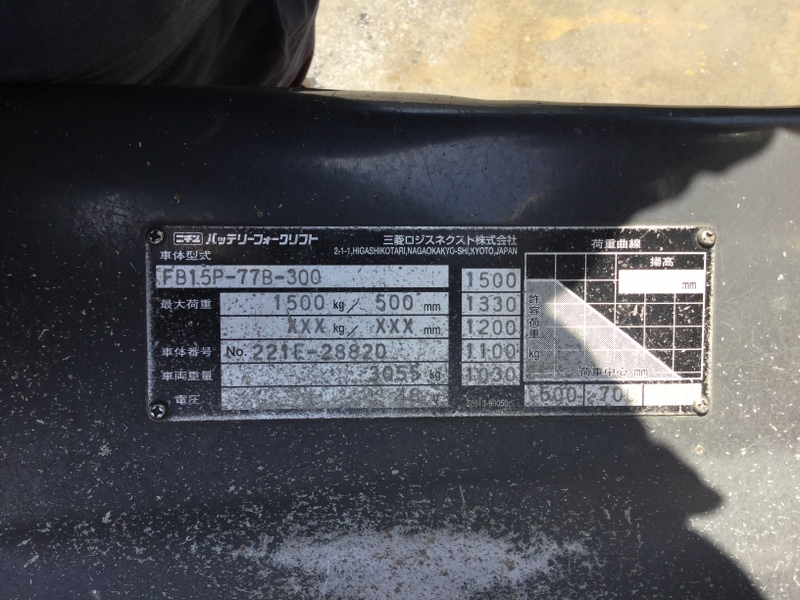 ニチユ バッテリーフォークリフト
三菱ロジスネクスト株式会社
2-1-1,HIGASHIKOTARI,NAGAOKAKYO-SHI,KYOTO,JAPAN
車体型式
FB15P-77B-300
最大荷重 1500 kg/ 500 mm
XXX kg/ XXX mm
車体番号 No. 221E-28820
車両重量 3055 kg
電圧 48 V
1500
1330
1200
1100
1030
荷重曲線
揚高
mm
許容荷重
kg
荷重中心 mm
500